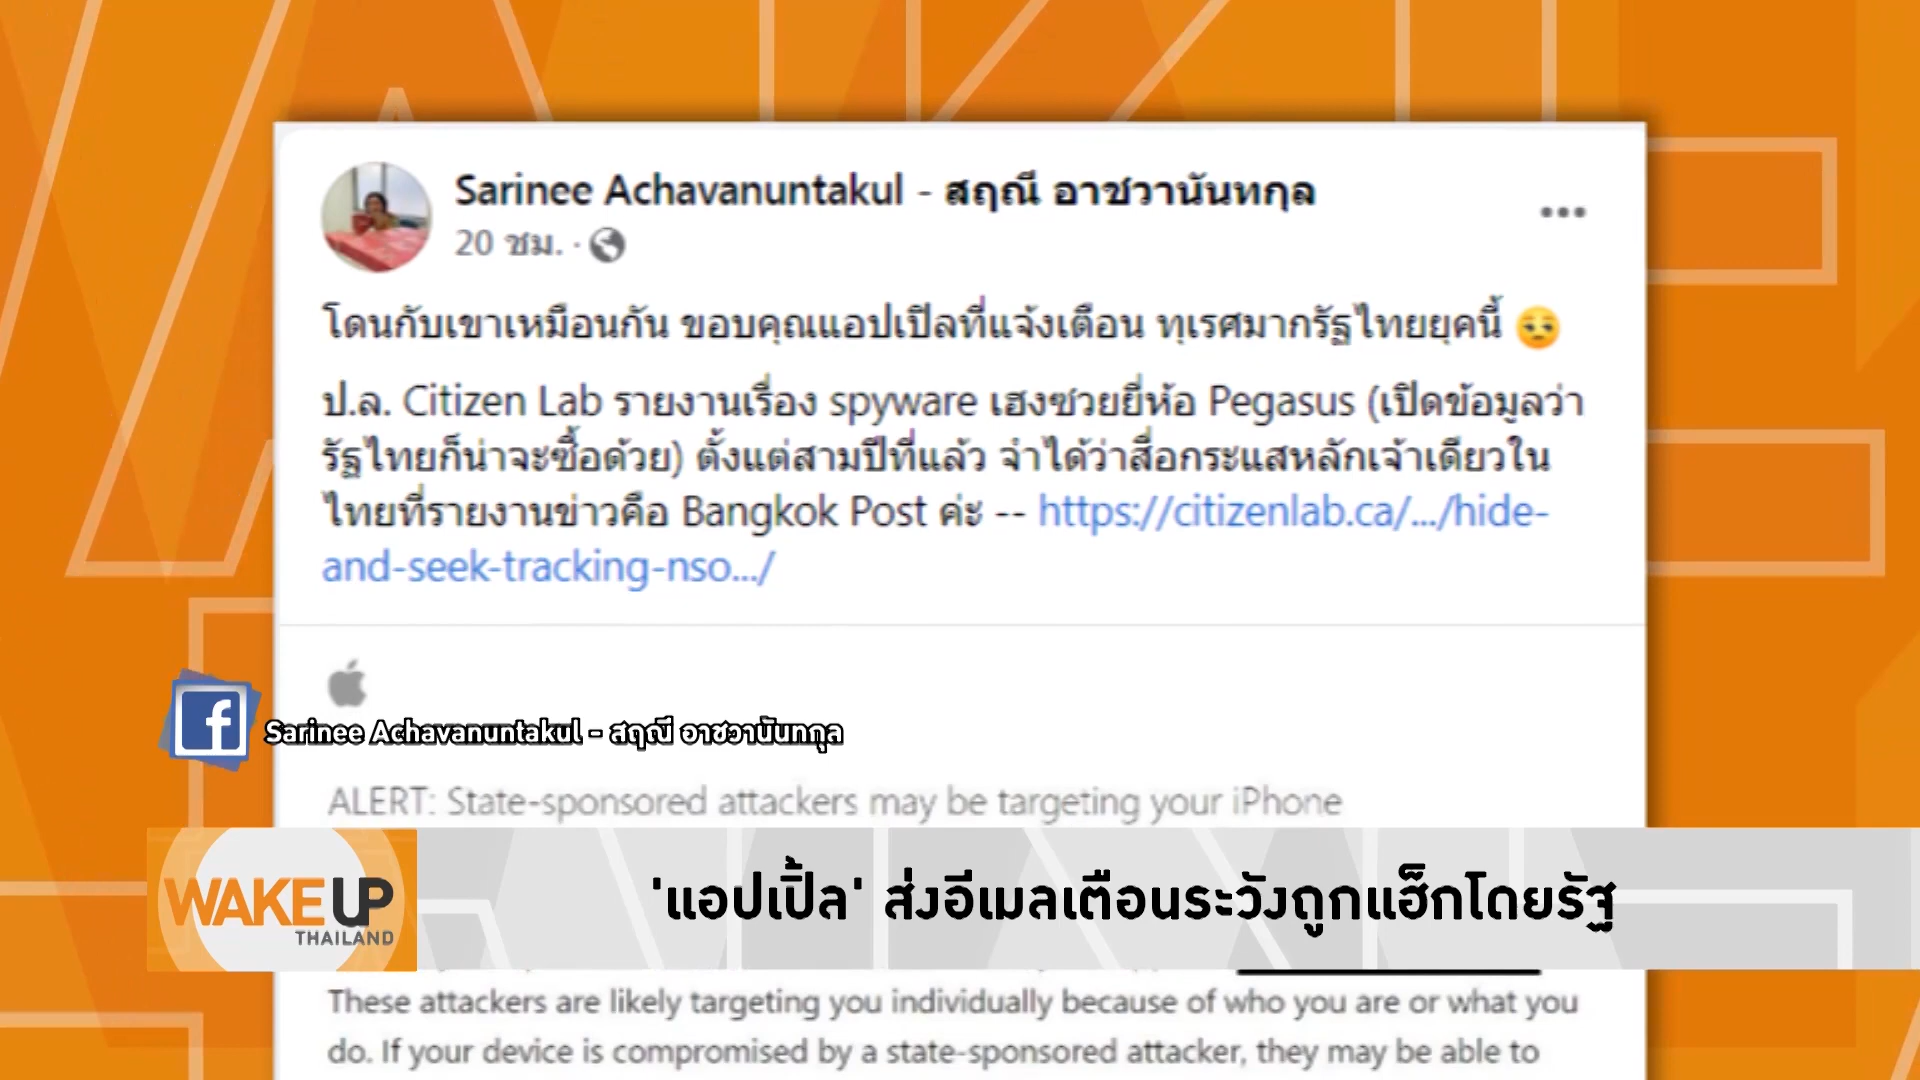 Sarinee Achavanuntakul - สฤณี อาชวานันทกุล
20 ชม. ·
โดนกับเขาเหมือนกัน ขอบคุณแอปเปิลที่แจ้งเตือน ทุเรศมากรัฐไทยยุคนี้
ป.ล. Citizen Lab รายงานเรื่อง spyware เฮงซวยยี่ห้อ Pegasus (เปิดข้อมูลว่า
รัฐไทยก็น่าจะซื้อด้วย) ตั้งแต่สามปีที่แล้ว จำได้ว่าสื่อกระแสหลักเจ้าเดียวใน
ไทยที่รายงานข่าวคือ Bangkok Post ค่ะ -- https://citizenlab.ca/.../hide-
and-seek-tracking-nso.../
Sarinee Achavanuntakul - สฤณี อาชวานันทกุล
ALERT: State-sponsored attackers may be targeting your iPhone
WAKE UP
THAILAND
'แอปเปิ้ล' ส่งอีเมลเตือนระวังถูกแฮ็กโดยรัฐ
These attackers are likely targeting you individually because of who you are or what you
do. If your device is compromised by a state-sponsored attacker, they may be able to